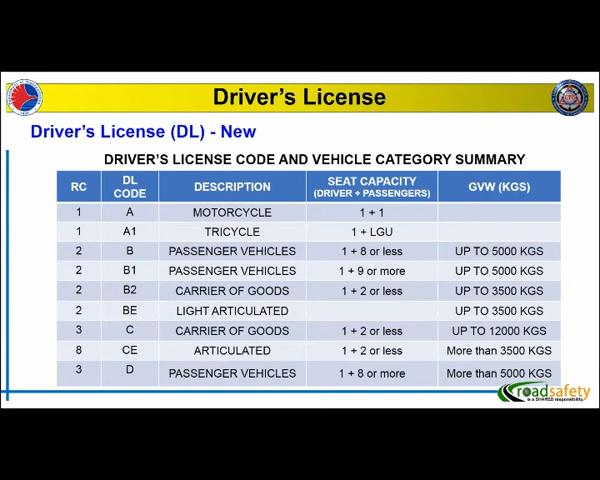 Driver's License
Driver's License (DL) - New
DRIVER'S LICENSE CODE AND VEHICLE CATEGORY SUMMARY
RC DL CODE DESCRIPTION SEAT CAPACITY (DRIVER + PASSENGERS) GVW (KGS)
1 A MOTORCYCLE 1 + 1
1 A1 TRICYCLE 1 + LGU
2 B PASSENGER VEHICLES 1 + 8 or less UP TO 5000 KGS
2 B1 PASSENGER VEHICLES 1 + 9 or more UP TO 5000 KGS
2 B2 CARRIER OF GOODS 1 + 2 or less UP TO 3500 KGS
2 BE LIGHT ARTICULATED UP TO 3500 KGS
3 C CARRIER OF GOODS 1 + 2 or less UP TO 12000 KGS
8 CE ARTICULATED 1 + 2 or less More than 3500 KGS
3 D PASSENGER VEHICLES 1 + 8 or more More than 5000 KGS
roadsafety
is a SHARED responsibility.